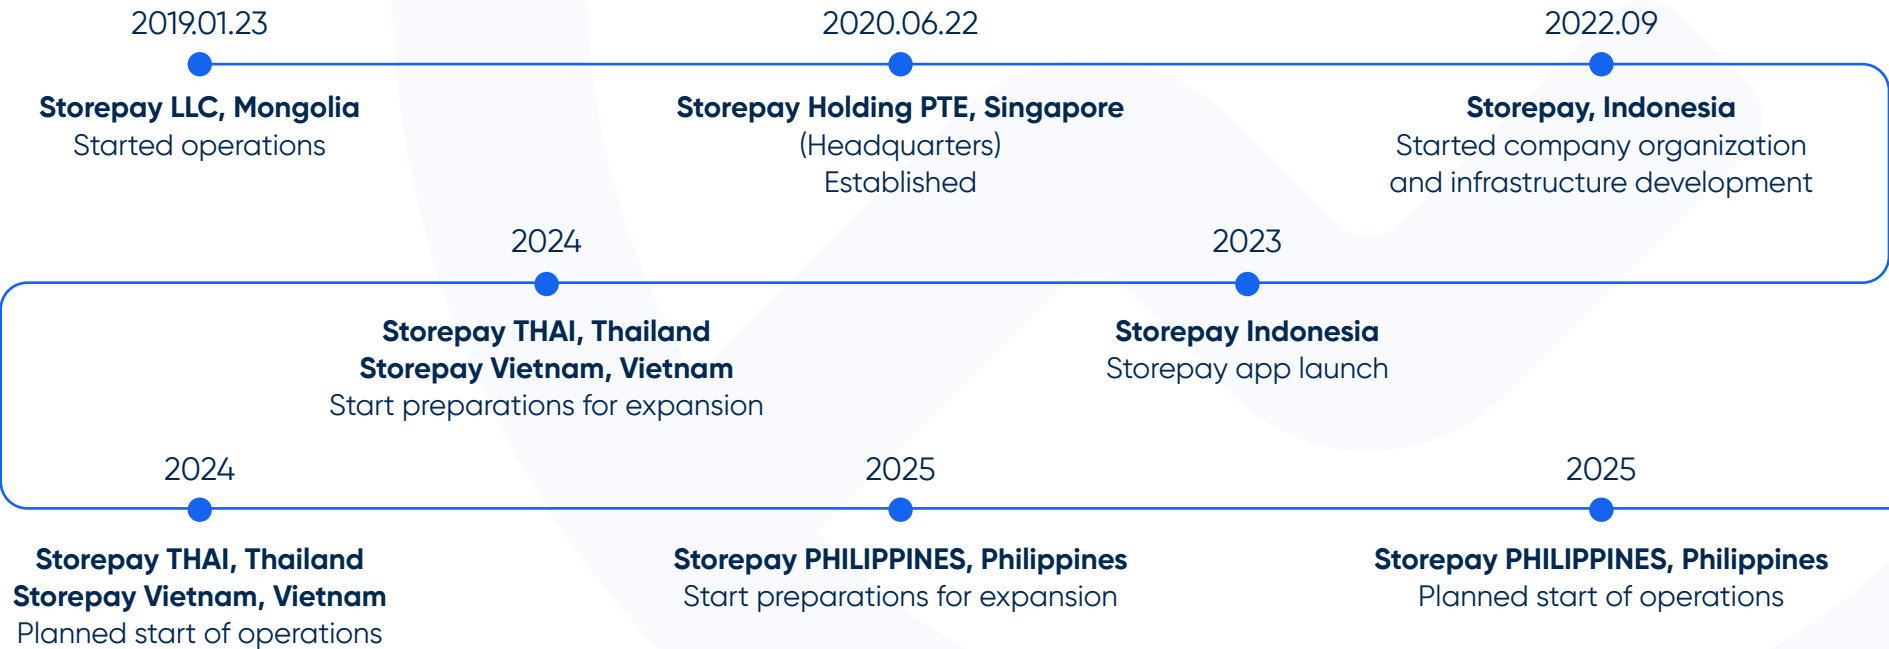 2019.01.23
Storepay LLC, Mongolia
Started operations
2020.06.22
Storepay Holding PTE, Singapore
(Headquarters)
Established
2022.09
Storepay, Indonesia
Started company organization
and infrastructure development
2023
Storepay Indonesia
Storepay app launch
2024
Storepay THAI, Thailand
Storepay Vietnam, Vietnam
Start preparations for expansion
2024
Storepay THAI, Thailand
Storepay Vietnam, Vietnam
Planned start of operations
2025
Storepay PHILIPPINES, Philippines
Start preparations for expansion
2025
Storepay PHILIPPINES, Philippines
Planned start of operations